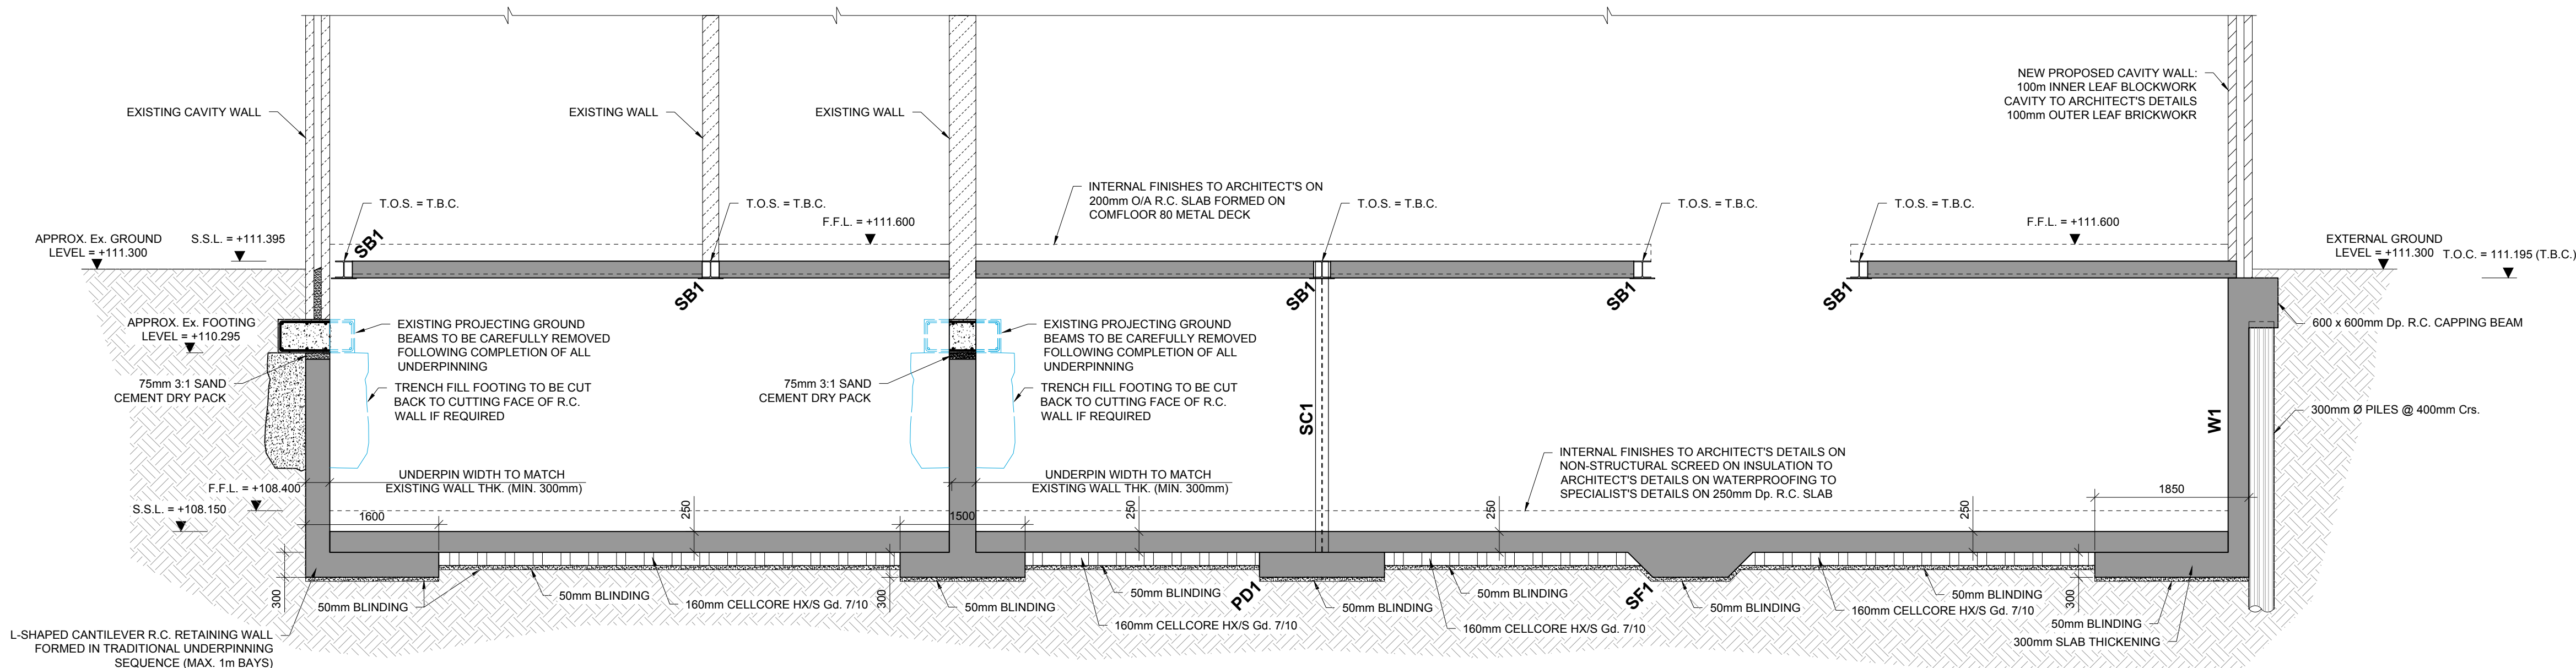 EXISTING CAVITY WALL
EXISTING WALL
EXISTING WALL
NEW PROPOSED CAVITY WALL:
100m INNER LEAF BLOCKWORK
CAVITY TO ARCHITECT'S DETAILS
100mm OUTER LEAF BRICKWOKR
INTERNAL FINISHES TO ARCHITECT'S ON
200mm O/A R.C. SLAB FORMED ON
COMFLOOR 80 METAL DECK
T.O.S. = T.B.C.
T.O.S. = T.B.C.
T.O.S. = T.B.C.
T.O.S. = T.B.C.
T.O.S. = T.B.C.
F.F.L. = +111.600
F.F.L. = +111.600
APPROX. Ex. GROUND
LEVEL = +111.300
S.S.L. = +111.395
EXTERNAL GROUND
LEVEL = +111.300
T.O.C. = 111.195 (T.B.C.)
SB1
SB1
SB1
SB1
SB1
APPROX. Ex. FOOTING
LEVEL = +110.295
EXISTING PROJECTING GROUND
BEAMS TO BE CAREFULLY REMOVED
FOLLOWING COMPLETION OF ALL
UNDERPINNING
EXISTING PROJECTING GROUND
BEAMS TO BE CAREFULLY REMOVED
FOLLOWING COMPLETION OF ALL
UNDERPINNING
600 x 600mm Dp. R.C. CAPPING BEAM
75mm 3:1 SAND
CEMENT DRY PACK
TRENCH FILL FOOTING TO BE CUT
BACK TO CUTTING FACE OF R.C.
WALL IF REQUIRED
75mm 3:1 SAND
CEMENT DRY PACK
TRENCH FILL FOOTING TO BE CUT
BACK TO CUTTING FACE OF R.C.
WALL IF REQUIRED
SC1
W1
300mm Ø PILES @ 400mm Crs.
UNDERPIN WIDTH TO MATCH
EXISTING WALL THK. (MIN. 300mm)
UNDERPIN WIDTH TO MATCH
EXISTING WALL THK. (MIN. 300mm)
INTERNAL FINISHES TO ARCHITECT'S DETAILS ON
NON-STRUCTURAL SCREED ON INSULATION TO
ARCHITECT'S DETAILS ON WATERPROOFING TO
SPECIALIST'S DETAILS ON 250mm Dp. R.C. SLAB
F.F.L. = +108.400
S.S.L. = +108.150
1600
250
1500
250
250
250
1850
300
300
300
50mm BLINDING
50mm BLINDING
160mm CELLCORE HX/S Gd. 7/10
50mm BLINDING
50mm BLINDING
160mm CELLCORE HX/S Gd. 7/10
PD1
50mm BLINDING
50mm BLINDING
160mm CELLCORE HX/S Gd. 7/10
SF1
50mm BLINDING
50mm BLINDING
160mm CELLCORE HX/S Gd. 7/10
50mm BLINDING
300mm SLAB THICKENING
L-SHAPED CANTILEVER R.C. RETAINING WALL
FORMED IN TRADITIONAL UNDERPINNING
SEQUENCE (MAX. 1m BAYS)